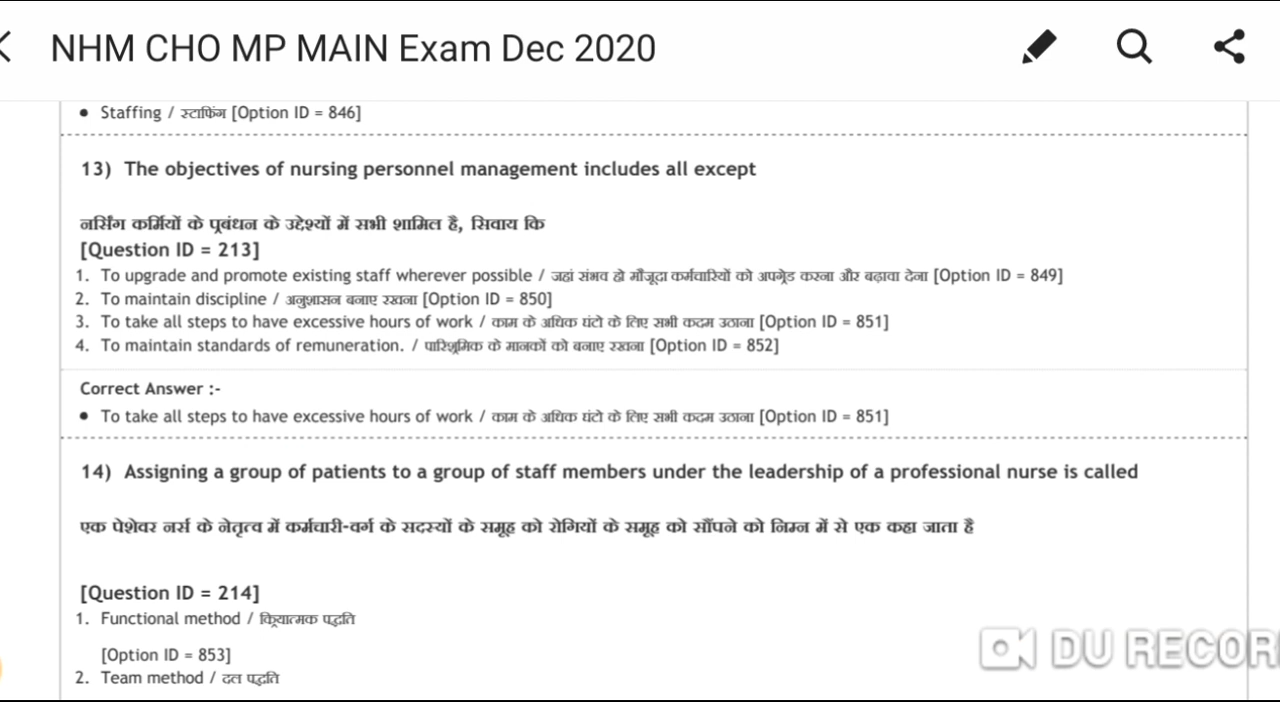 NHM CHO MP MAIN Exam Dec 2020
• Staffing / स्टाफिंग [Option ID = 846]
13) The objectives of nursing personnel management includes all except
नर्सिंग कर्मियों के प्रबंधन के उद्देश्यों में सभी शामिल है, सिवाय कि
[Question ID = 213]
1. To upgrade and promote existing staff wherever possible / जहां संभव हो मौजूदा कर्मचारियों को अपग्रेड करना और बढ़ावा देना [Option ID = 849]
2. To maintain discipline / अनुशासन बनाए रखना [Option ID = 850]
3. To take all steps to have excessive hours of work / काम के अधिक घंटो के लिए सभी कदम उठाना [Option ID = 851]
4. To maintain standards of remuneration. / पारिश्रमिक के मानकों को बनाए रखना [Option ID = 852]
Correct Answer :-
• To take all steps to have excessive hours of work / काम के अधिक घंटो के लिए सभी कदम उठाना [Option ID = 851]
14) Assigning a group of patients to a group of staff members under the leadership of a professional nurse is called
एक पेशेवर नर्स के नेतृत्व में कर्मचारी-वर्ग के सदस्यों के समूह को रोगियों के समूह को सौंपने को निम्न में से एक कहा जाता है
[Question ID = 214]
1. Functional method / क्रियात्मक पद्धति
[Option ID = 853]
2. Team method / दल पद्धति
DU RECOR